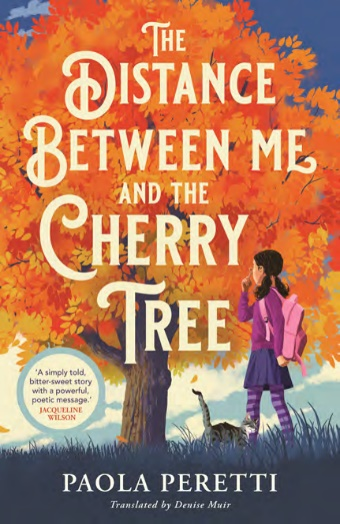 THE
DISTANCE
BETWEEN ME
AND THE
CHERRY
TREE
'A simply told,
bitter-sweet story
with a powerful,
poetic message.'
JACQUELINE
WILSON
PAOLA PERETTI
Translated by Denise Muir